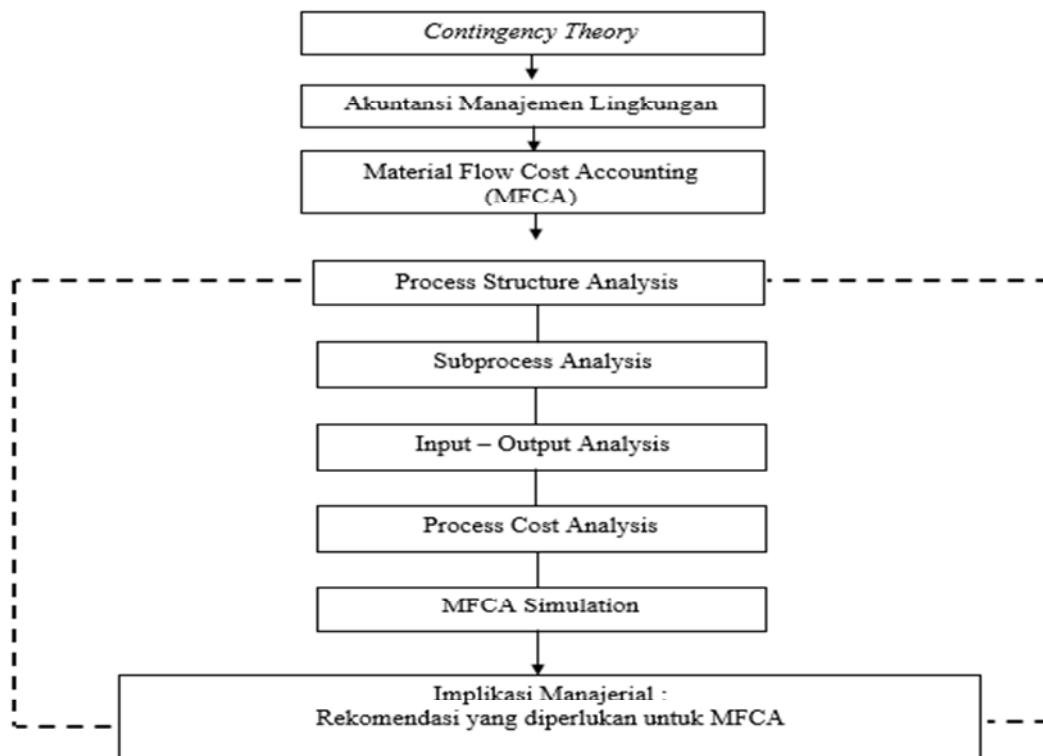 Contingency Theory
Akuntansi Manajemen Lingkungan
Material Flow Cost Accounting
(MFCA)
Process Structure Analysis
Subprocess Analysis
Input – Output Analysis
Process Cost Analysis
MFCA Simulation
Implikasi Manajerial :
Rekomendasi yang diperlukan untuk MFCA